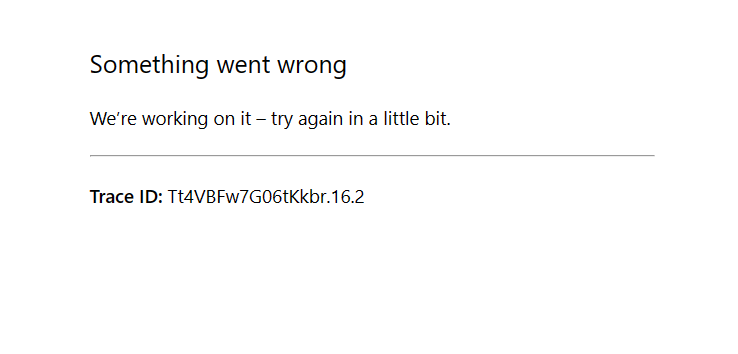 Something went wrong
We’re working on it – try again in a little bit.
Trace ID: Tt4VBFw7G06tKkbr.16.2